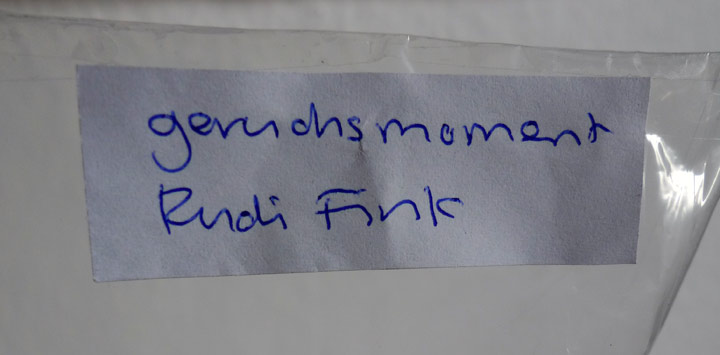 geruchsmoment
Rudi Fink